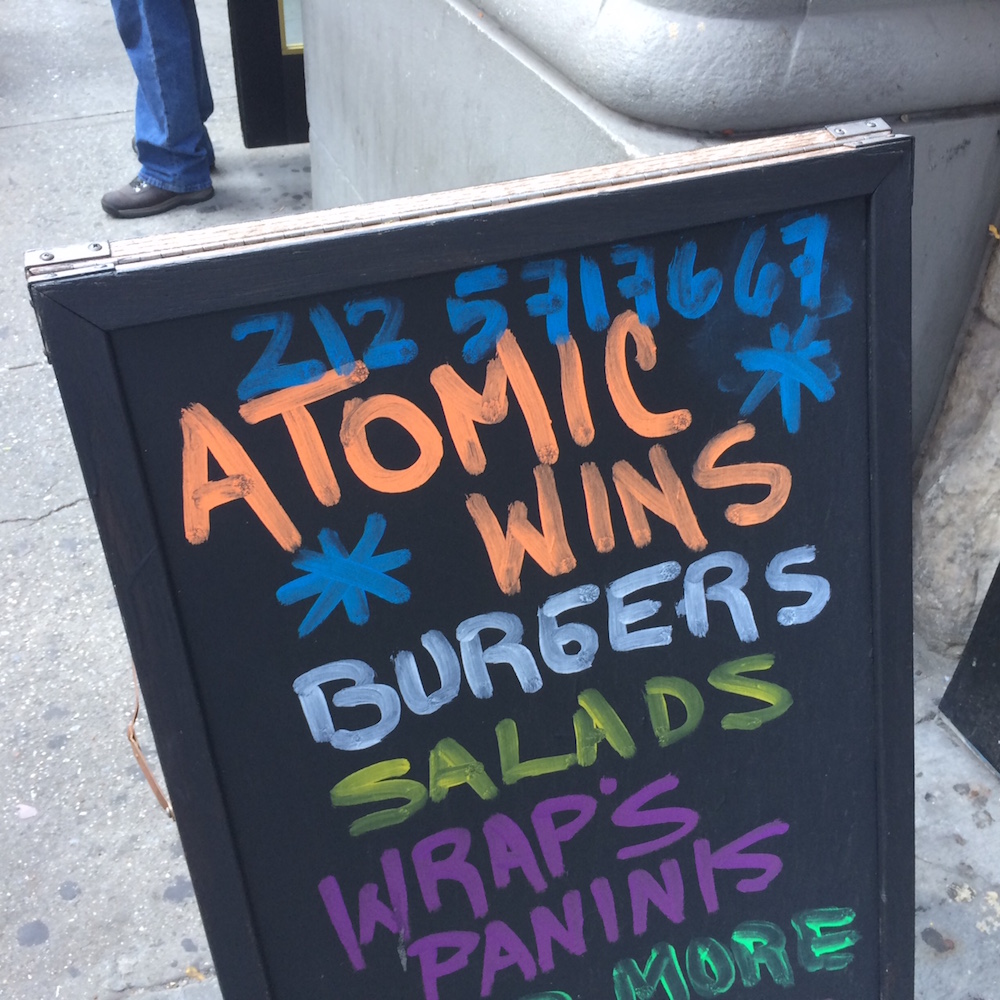 212 5717667
ATOMIC
WINS
BURGERS
SALADS
WRAP'S
PANINIS
MORE